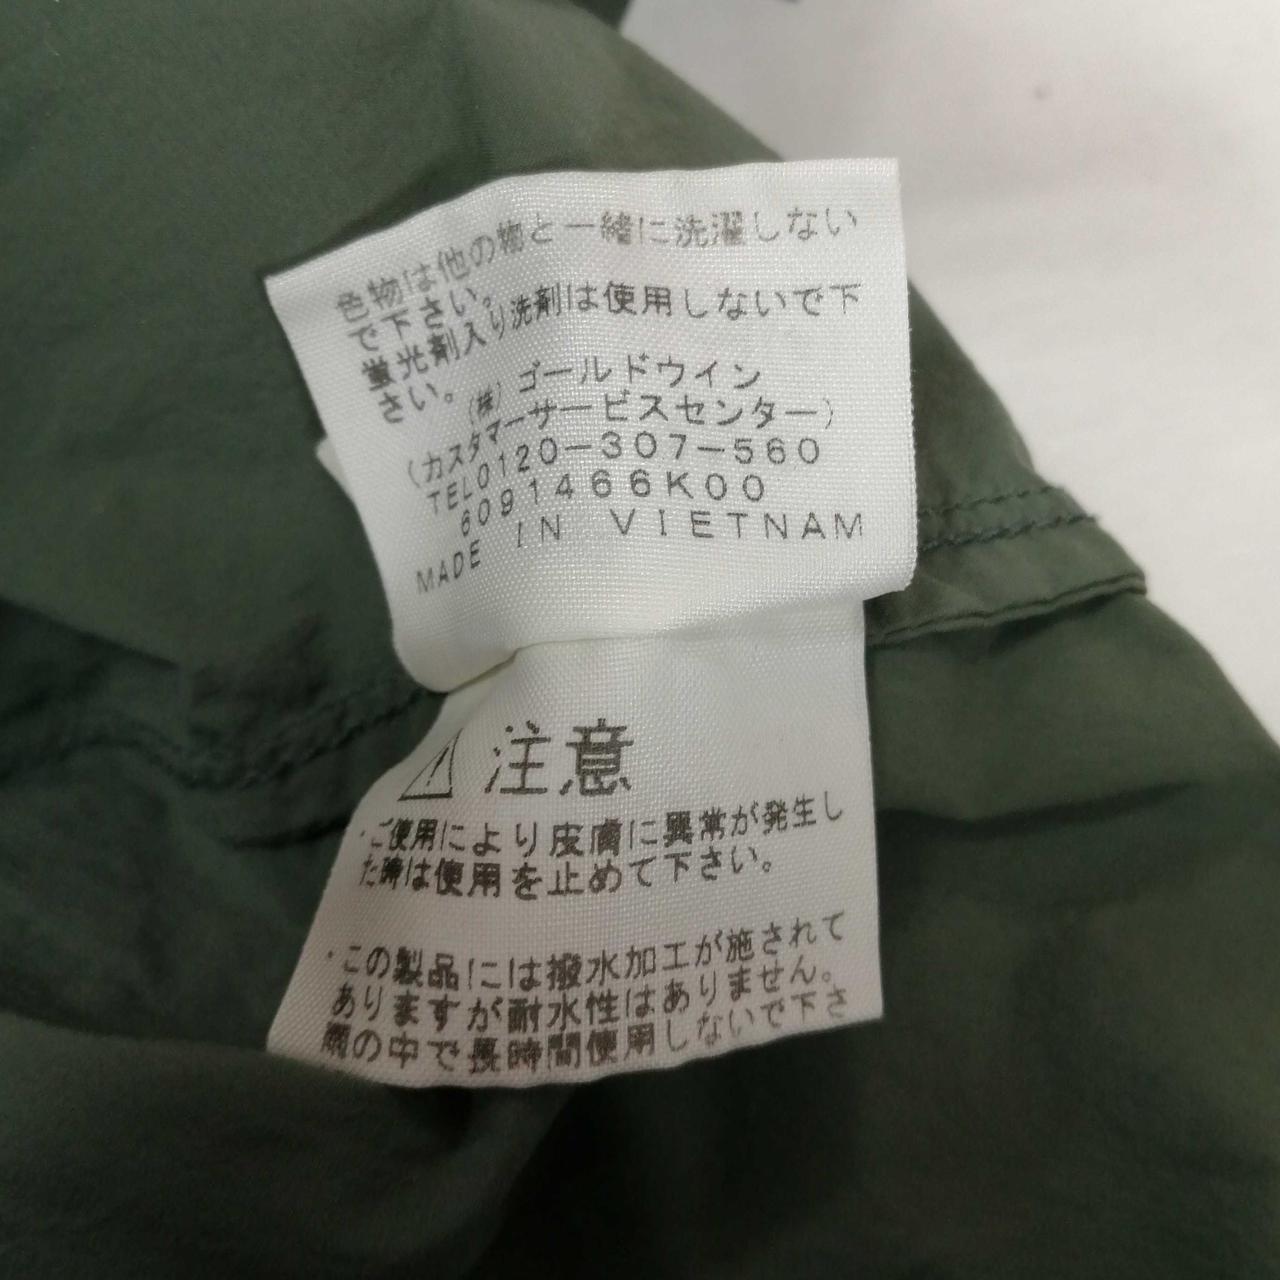 色物は他の物と一緒に洗濯しない
で下さい。
蛍光剤入り洗剤は使用しないで下
さい。
(株)ゴールドウイン
(カスタマーサービスセンター)
TEL0120-307-560
6091466K00
MADE IN VIETNAM
注意
・ご使用により皮膚に異常が発生し
た時は使用を止めて下さい。
・この製品には撥水加工が施されて
ありますが耐水性はありません。
雨の中で長時間使用しないで下さ